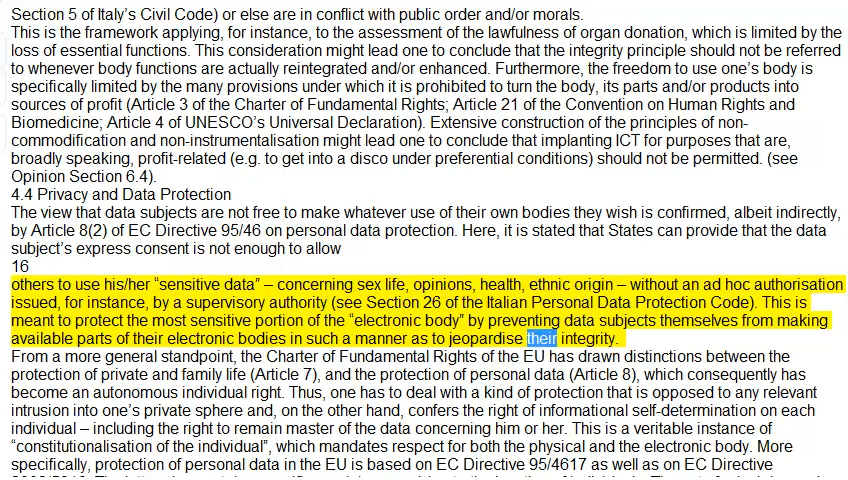 Section 5 of Italy's Civil Code) or else are in conflict with public order and/or morals.
This is the framework applying, for instance, to the assessment of the lawfulness of organ donation, which is limited by the
loss of essential functions. This consideration might lead one to conclude that the integrity principle should not be referred
to whenever body functions are actually reintegrated and/or enhanced. Furthermore, the freedom to use one's body is
specifically limited by the many provisions under which it is prohibited to turn the body, its parts and/or products into
sources of profit (Article 3 of the Charter of Fundamental Rights; Article 21 of the Convention on Human Rights and
Biomedicine; Article 4 of UNESCO's Universal Declaration). Extensive construction of the principles of non-
commodification and non-instrumentalisation might lead one to conclude that implanting ICT for purposes that are,
broadly speaking, profit-related (e.g. to get into a disco under preferential conditions) should not be permitted. (see
Opinion Section 6.4).
4.4 Privacy and Data Protection
The view that data subjects are not free to make whatever use of their own bodies they wish is confirmed, albeit indirectly,
by Article 8(2) of EC Directive 95/46 on personal data protection. Here, it is stated that States can provide that the data
subject's express consent is not enough to allow
16
others to use his/her “sensitive data” – concerning sex life, opinions, health, ethnic origin – without an ad hoc authorisation
issued, for instance, by a supervisory authority (see Section 26 of the Italian Personal Data Protection Code). This is
meant to protect the most sensitive portion of the “electronic body” by preventing data subjects themselves from making
available parts of their electronic bodies in such a manner as to jeopardise their integrity.
From a more general standpoint, the Charter of Fundamental Rights of the EU has drawn distinctions between the
protection of private and family life (Article 7), and the protection of personal data (Article 8), which consequently has
become an autonomous individual right. Thus, one has to deal with a kind of protection that is opposed to any relevant
intrusion into one's private sphere and, on the other hand, confers the right of informational self-determination on each
individual – including the right to remain master of the data concerning him or her. This is a veritable instance of
“constitutionalisation of the individual”, which mandates respect for both the physical and the electronic body. More
specifically, protection of personal data in the EU is based on EC Directive 95/4617 as well as on EC Directive